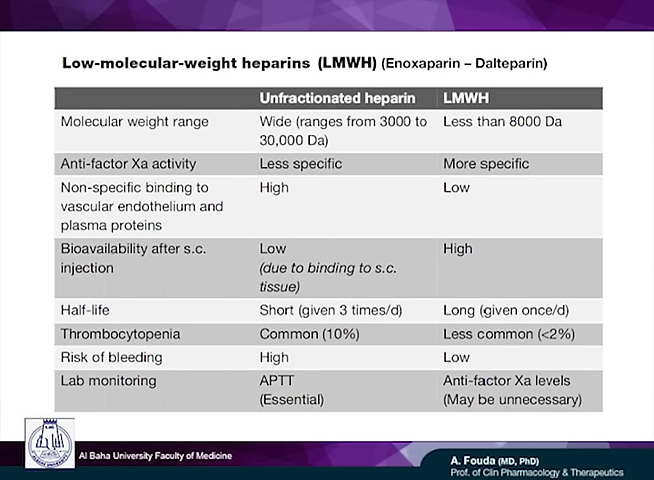 Low-molecular-weight heparins (LMWH) (Enoxaparin – Dalteparin)
Unfractionated heparin LMWH
Molecular weight range Wide (ranges from 3000 to Less than 8000 Da
30,000 Da)
Anti-factor Xa activity Less specific More specific
Non-specific binding to High Low
vascular endothelium and
plasma proteins
Bioavailability after s.c. Low High
injection (due to binding to s.c.
tissue)
Half-life Short (given 3 times/d) Long (given once/d)
Thrombocytopenia Common (10%) Less common (<2%)
Risk of bleeding High Low
Lab monitoring APTT Anti-factor Xa levels
(Essential) (May be unnecessary)
Al Baha University Faculty of Medicine
A. Fouda (MD, PhD)
Prof. of Clin Pharmacology & Therapeutics